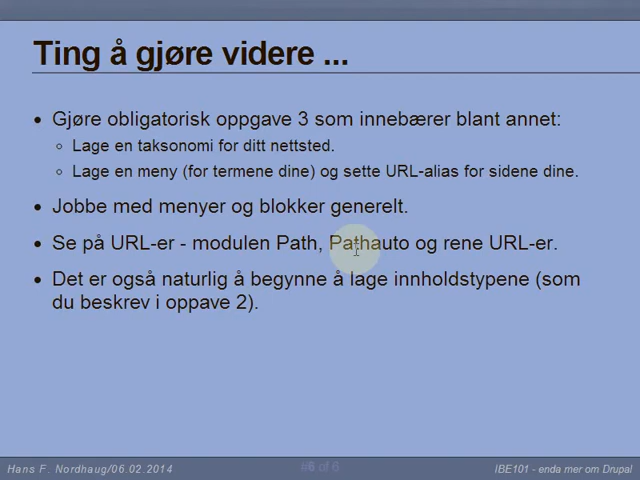 Ting å gjøre videre ...
Gjøre obligatorisk oppgave 3 som innebærer blant annet:
Lage en taksonomi for ditt nettsted.
Lage en meny (for termene dine) og sette URL-alias for sidene dine.
Jobbe med menyer og blokker generelt.
Se på URL-er - modulen Path, Pathauto og rene URL-er.
Det er også naturlig å begynne å lage innholdstypene (som
du beskrev i oppave 2).
Hans F. Nordhaug/06.02.2014
#6 of 6
IBE101 - enda mer om Drupal